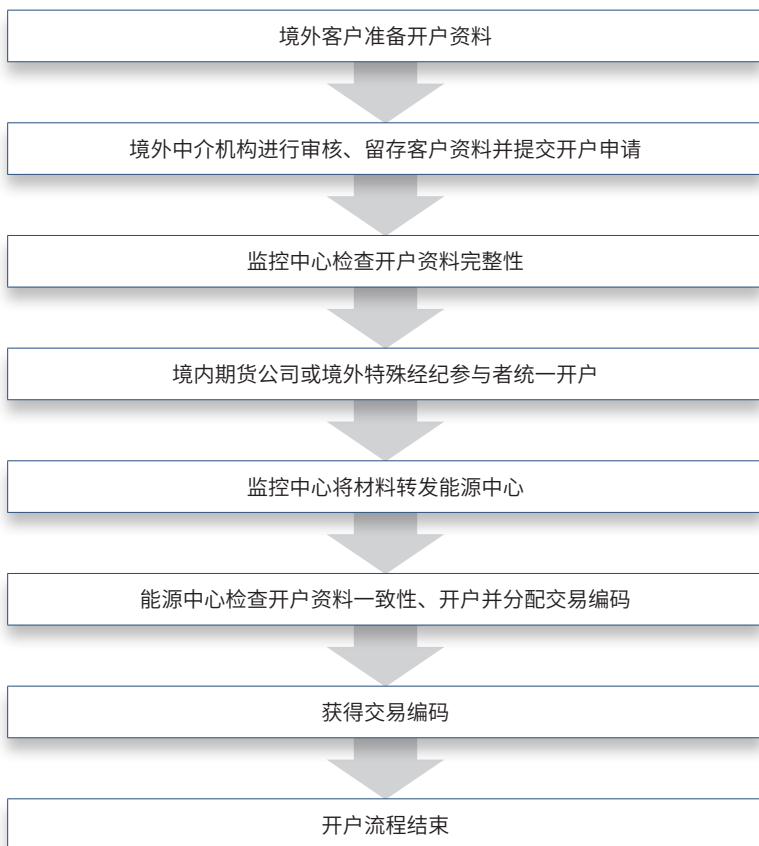 境外客户准备开户资料
境外中介机构进行审核、留存客户资料并提交开户申请
监控中心检查开户资料完整性
境内期货公司或境外特殊经纪参与者统一开户
监控中心将材料转发能源中心
能源中心检查开户资料一致性、开户并分配交易编码
获得交易编码
开户流程结束